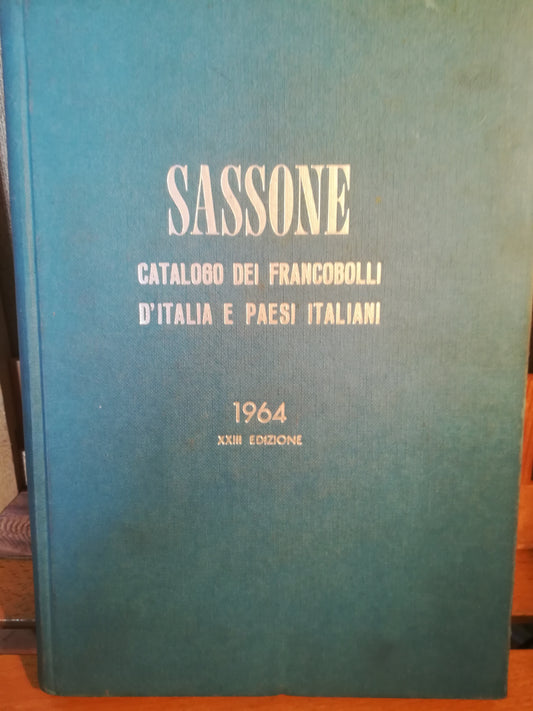 SASSONE
CATALOGO DEI FRANCOBOLLI
D'ITALIA E PAESI ITALIANI
1964
XXIII EDIZIONE